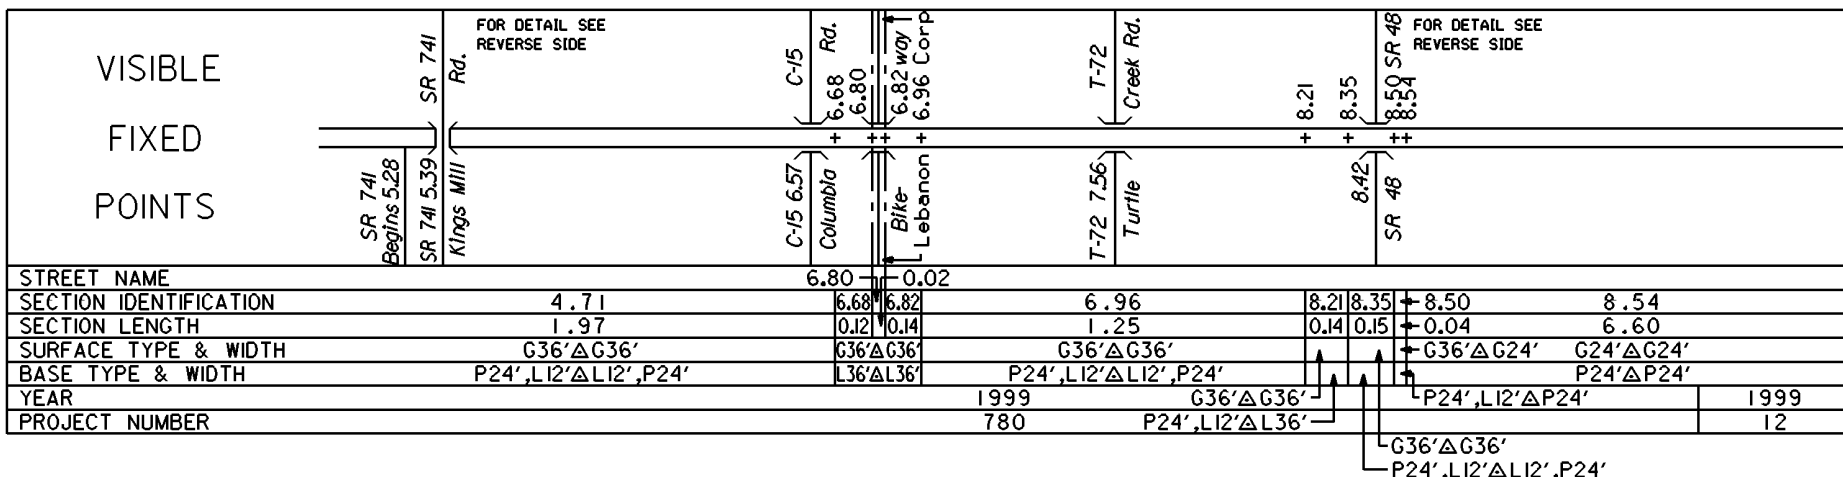 VISIBLE
FIXED
POINTS
FOR DETAIL SEE
REVERSE SIDE
SR 741
Rd.
C-15
Rd.
6.68
6.80
6.82
way
6.96 Corp
T-72
Creek Rd.
8.21
8.35
8.50
SR 48
8.54
FOR DETAIL SEE
REVERSE SIDE
SR 741
Begins 5.28
SR 741 5.39
Kings Mill
C-15 6.57
Columbia
Bike-
Lebanon
T-72 7.56
Turtle
8.42
SR 48
STREET NAME 6.80 0.02
SECTION IDENTIFICATION 4.71 6.68 6.82 6.96 8.21 8.35 8.50 8.54
SECTION LENGTH 1.97 0.12 0.14 1.25 0.14 0.15 0.04 6.60
SURFACE TYPE & WIDTH G36'△G36' G36'△G36' G36'△G36' G36'△G24' G24'△G24'
BASE TYPE & WIDTH P24',L12'△L12',P24' L36'△L36' P24',L12'△L12',P24' P24'△P24'
YEAR 1999 G36'△G36' P24',L12'△P24' 1999
PROJECT NUMBER 780 P24',L12'△L36' 12
G36'△G36'
P24',L12'△L12',P24'